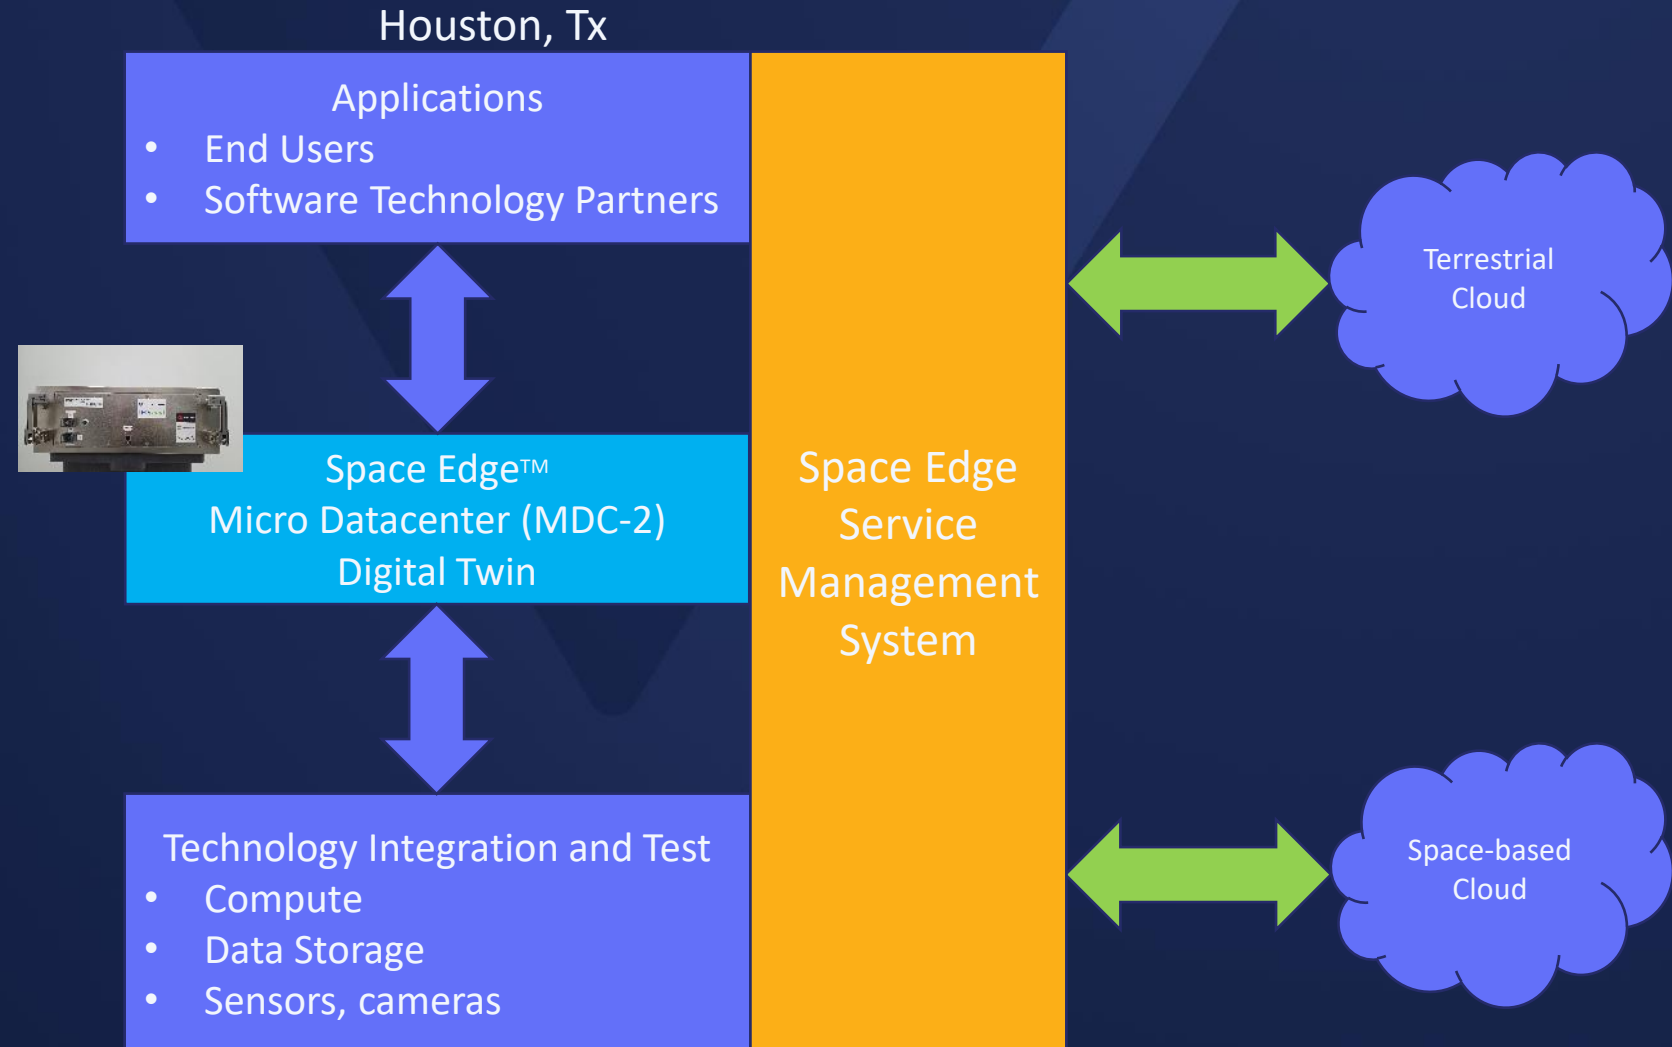 Houston, Tx
Applications
• End Users
• Software Technology Partners
Space Edge™
Micro Datacenter (MDC-2)
Digital Twin
Technology Integration and Test
• Compute
• Data Storage
• Sensors, cameras
Space Edge
Service
Management
System
Terrestrial
Cloud
Space-based
Cloud